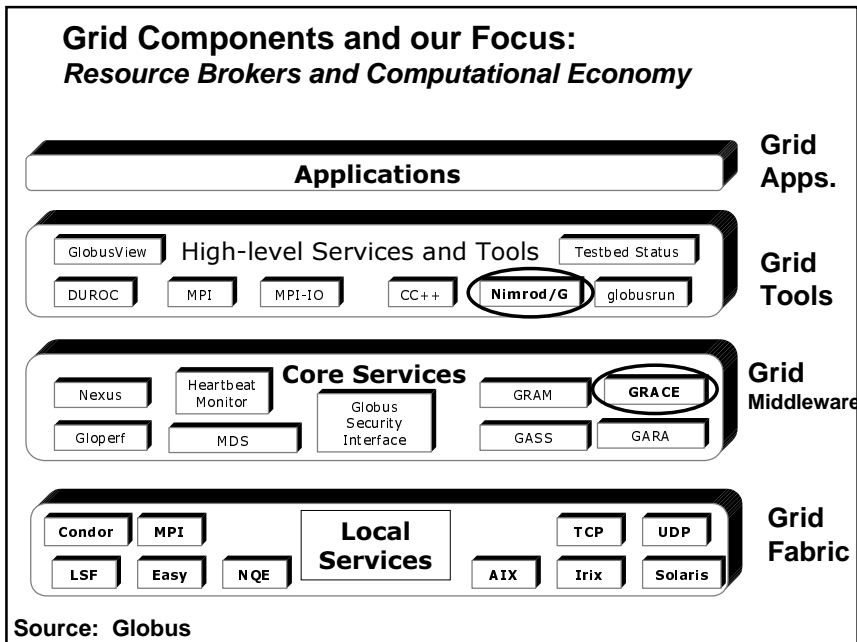 Grid Components and our Focus:
Resource Brokers and Computational Economy
Applications
Grid
Apps.
GlobusView
High-level Services and Tools
Testbed Status
DUROC
MPI
MPI-IO
CC++
Nimrod/G
globusrun
Grid
Tools
Core Services
Nexus
Heartbeat
Monitor
Globus
Security
Interface
GRAM
GRACE
Gloperf
MDS
GASS
GARA
Grid
Middleware
Condor
MPI
Local
Services
TCP
UDP
LSF
Easy
NQE
AIX
Irix
Solaris
Grid
Fabric
Source: Globus